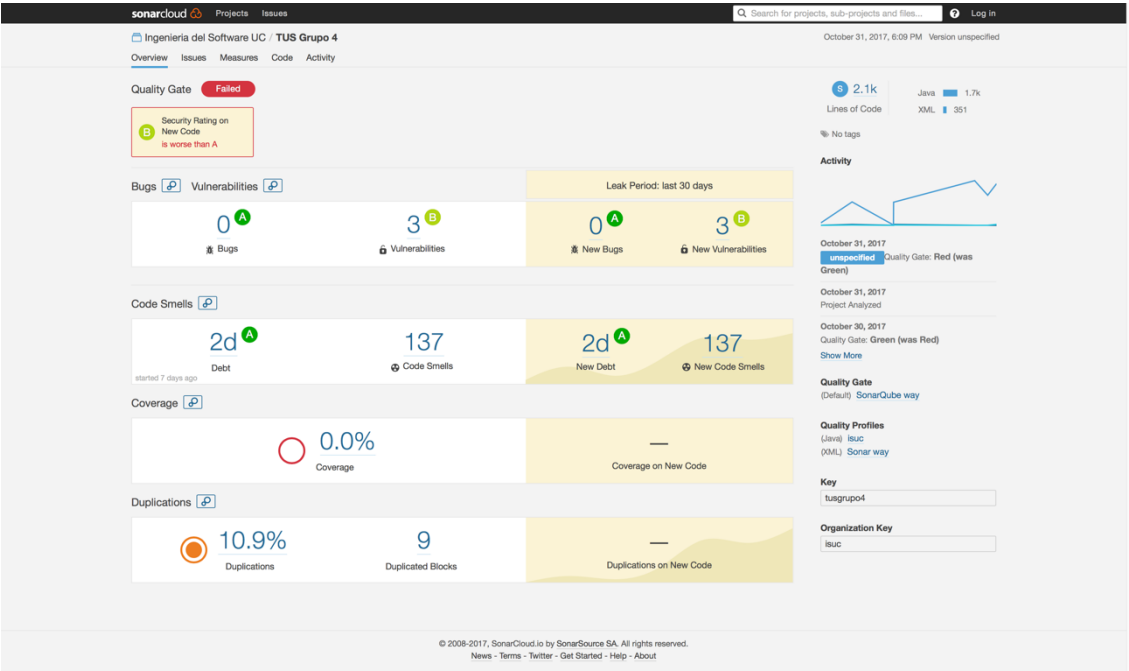 sonarcloud Projects Issues Search for projects, sub-projects and files... ? Log in
Ingenieria del Software UC / TUS Grupo 4
October 31, 2017, 6:09 PM Version unspecified
Overview Issues Measures Code Activity
Quality Gate Failed
B
Security Rating on
New Code
is worse than A
Bugs Vulnerabilities
Leak Period: last 30 days
0 A
Bugs
3 B
Vulnerabilities
0 A
New Bugs
3 B
New Vulnerabilities
Code Smells
2d A
Debt
started 7 days ago
137
Code Smells
2d A
New Debt
137
New Code Smells
Coverage
0.0%
Coverage
—
Coverage on New Code
Duplications
10.9%
Duplications
9
Duplicated Blocks
—
Duplications on New Code
S 2.1k
Lines of Code
Java 1.7k
XML 351
No tags
Activity
October 31, 2017
unspecified Quality Gate: Red (was
Green)
October 31, 2017
Project Analyzed
October 30, 2017
Quality Gate: Green (was Red)
Show More
Quality Gate
(Default) SonarQube way
Quality Profiles
(Java) isuc
(XML) Sonar way
Key
tusgrupo4
Organization Key
isuc
© 2008-2017, SonarCloud.io by SonarSource SA. All rights reserved.
News - Terms - Twitter - Get Started - Help - About